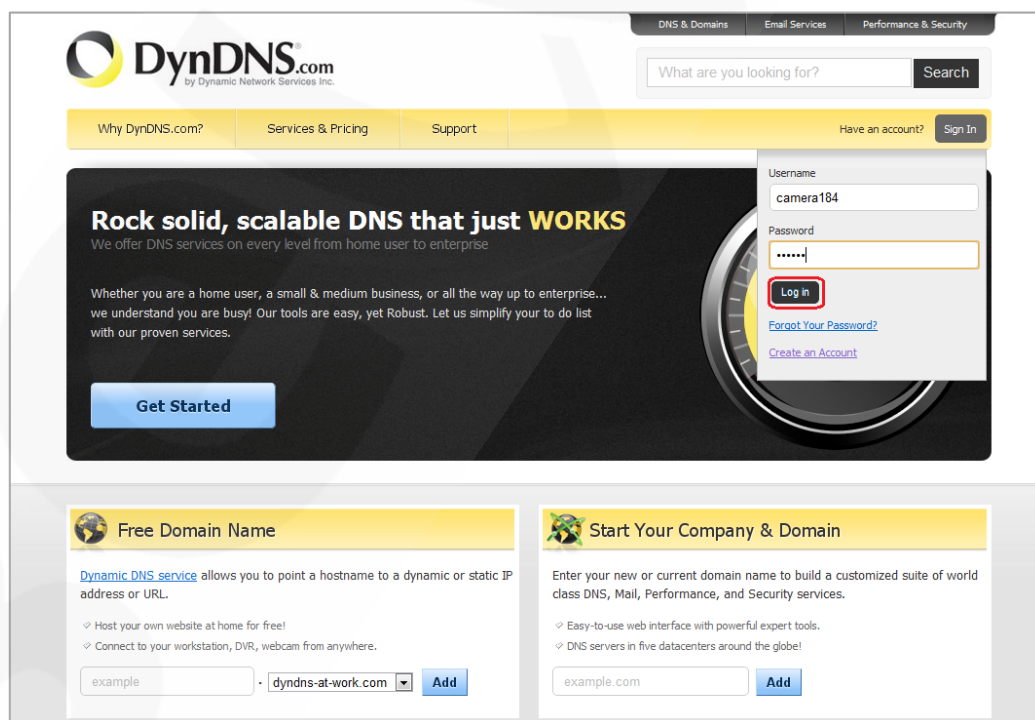 DNS & Domains Email Services Performance & Security
DynDNS.com
by Dynamic Network Services Inc.
What are you looking for? Search
Why DynDNS.com? Services & Pricing Support Have an account? Sign In
Username
camera184
Password
••••••
Log in
Forgot Your Password?
Create an Account
Rock solid, scalable DNS that just WORKS
We offer DNS services on every level from home user to enterprise
Whether you are a home user, a small & medium business, or all the way up to enterprise...
we understand you are busy! Our tools are easy, yet Robust. Let us simplify your to do list
with our proven services.
Get Started
Free Domain Name
Dynamic DNS service allows you to point a hostname to a dynamic or static IP
address or URL.
Host your own website at home for free!
Connect to your workstation, DVR, webcam from anywhere.
example . dyndns-at-work.com Add
Start Your Company & Domain
Enter your new or current domain name to build a customized suite of world
class DNS, Mail, Performance, and Security services.
Easy-to-use web interface with powerful expert tools.
DNS servers in five datacenters around the globe!
example.com Add